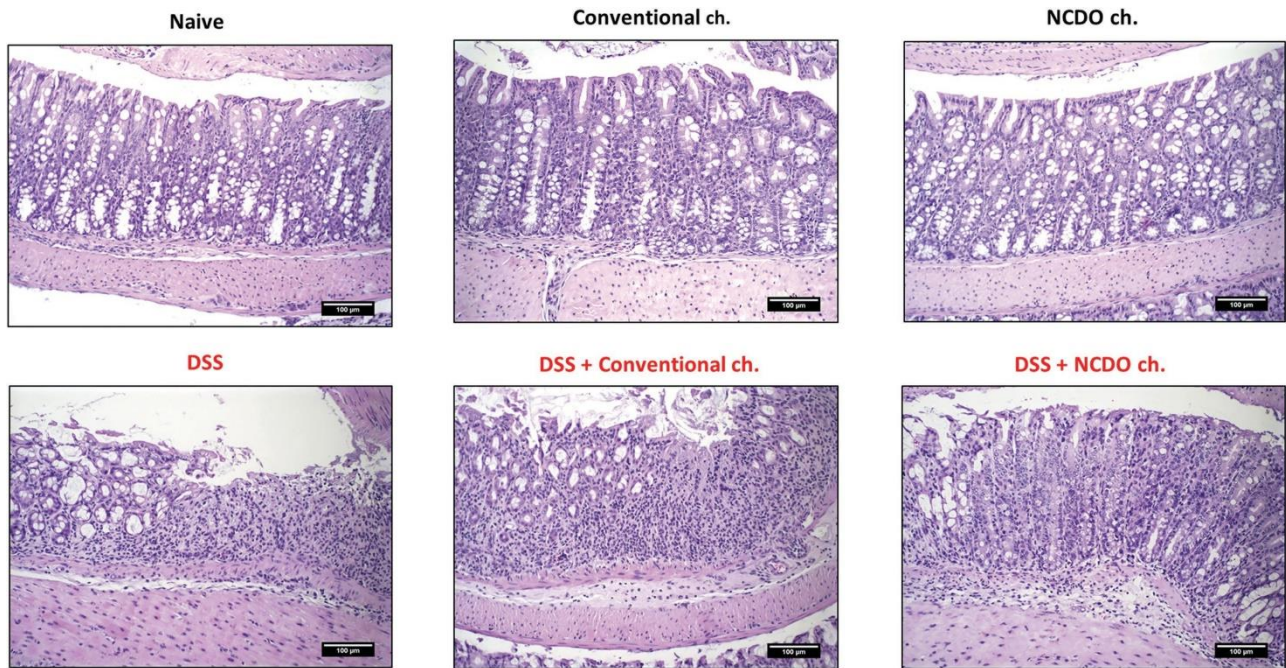 Naive
Conventional ch.
NCDO ch.
100 µm
100 µm
100 µm
DSS
DSS + Conventional ch.
DSS + NCDO ch.
100 µm
100 µm
100 µm